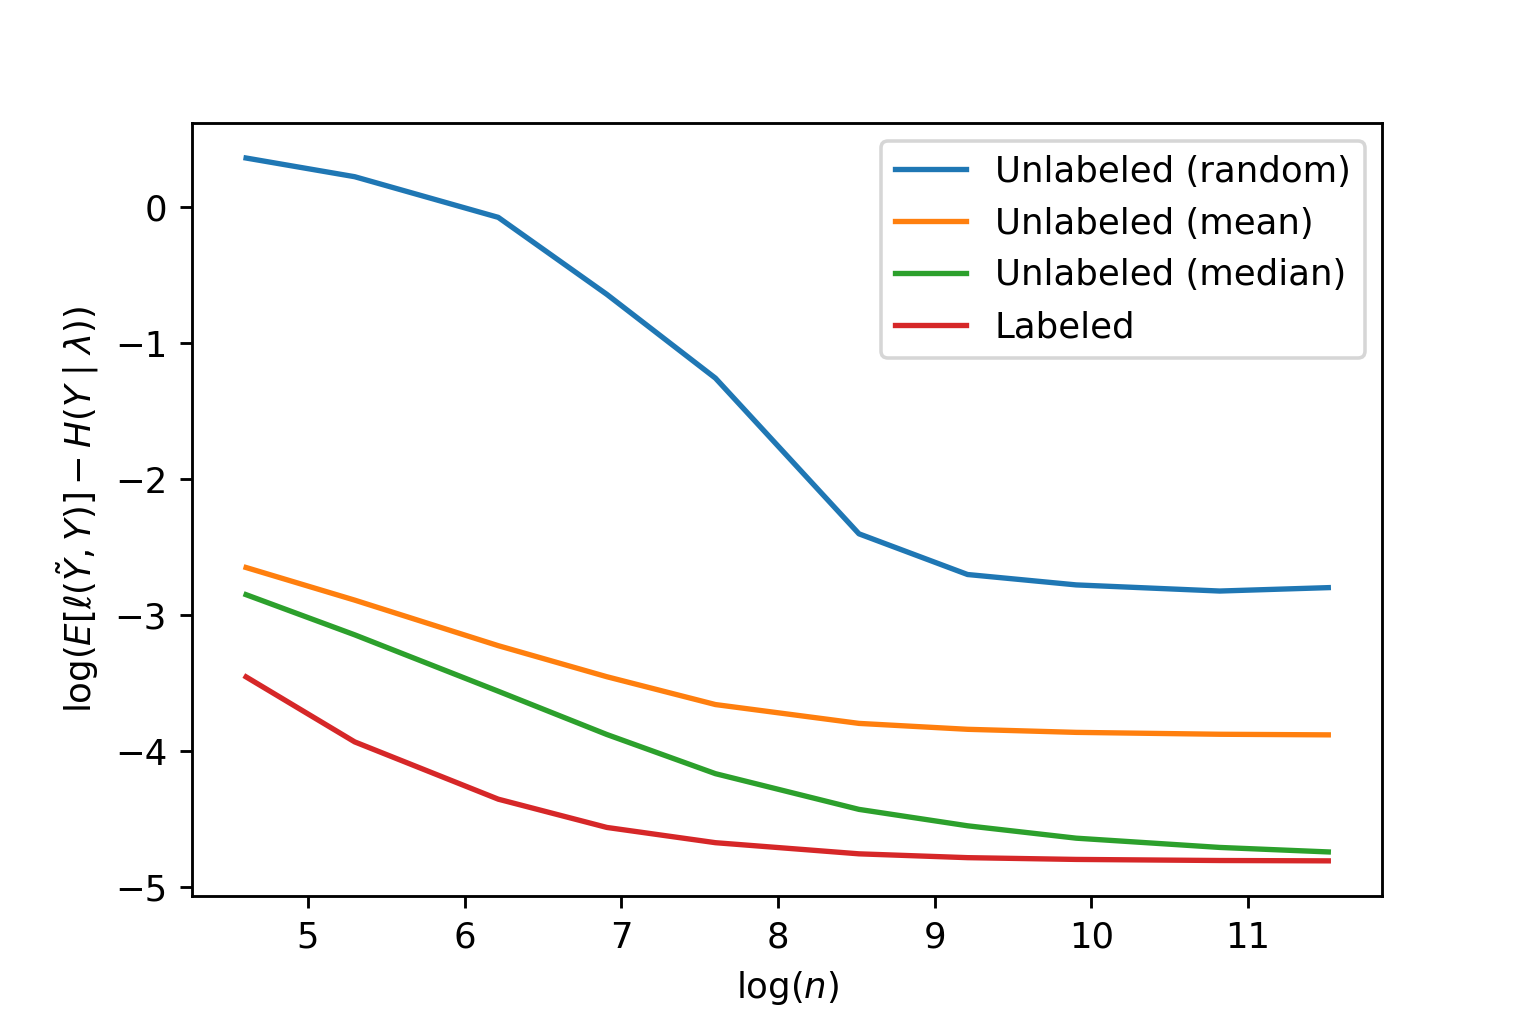 Unlabeled (random)
Unlabeled (mean)
Unlabeled (median)
Labeled
log(E[ℓ(Ỹ, Y)] − H(Y | λ))
0
−1
−2
−3
−4
−5
5 6 7 8 9 10 11
log(n)